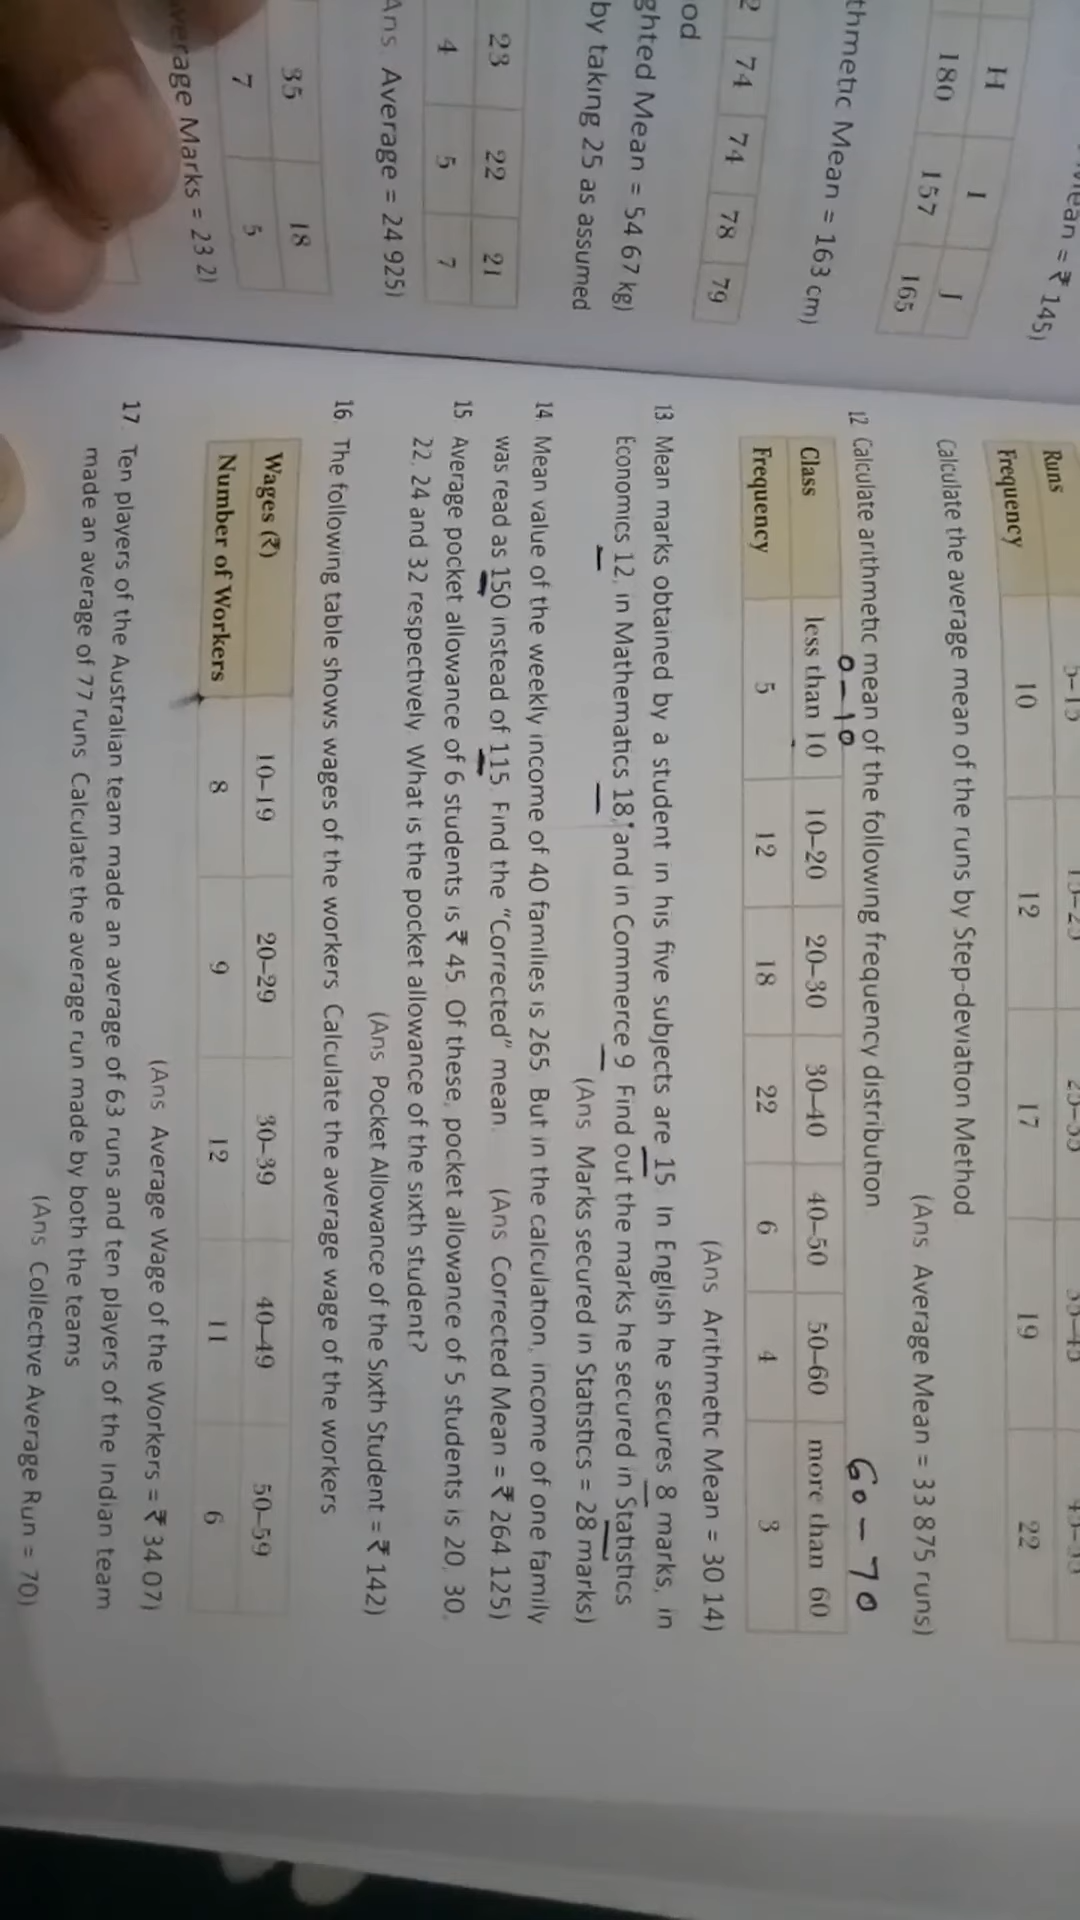 Mean = ₹ 145)
H I J
180 157 165
thmetic Mean = 163 cm)
2 74 74 78 79
od
ghted Mean = 54 67 kg)
by taking 25 as assumed
23 22 21
4 5 7
Ans. Average = 24 925)
35 18
7 5
verage Marks = 23 2)
Runs 5-15 15-25 25-35 35-45 45-55
Frequency 10 12 17 19 22
Calculate the average mean of the runs by Step-deviation Method
(Ans Average Mean = 33 875 runs)
12 Calculate arithmetic mean of the following frequency distribution
0-10 60-70
Class less than 10 10–20 20–30 30–40 40–50 50–60 more than 60
Frequency 5 12 18 22 6 4 3
(Ans Arithmetic Mean = 30 14)
13 Mean marks obtained by a student in his five subjects are 15. In English he secures 8 marks, in
Economics 12, in Mathematics 18, and in Commerce 9 Find out the marks he secured in Statistics
(Ans Marks secured in Statistics = 28 marks)
14. Mean value of the weekly income of 40 families is 265 But in the calculation, income of one family
was read as 150 instead of 115. Find the "Corrected" mean. (Ans Corrected Mean = ₹ 264 125)
15. Average pocket allowance of 6 students is ₹ 45 Of these, pocket allowance of 5 students is 20, 30,
22, 24 and 32 respectively What is the pocket allowance of the sixth student?
(Ans Pocket Allowance of the Sixth Student = ₹ 142)
16. The following table shows wages of the workers Calculate the average wage of the workers
Wages (₹) 10–19 20–29 30–39 40–49 50–59
Number of Workers 8 9 12 11 6
(Ans Average Wage of the Workers = ₹ 34 07)
17 Ten players of the Australian team made an average of 63 runs and ten players of the Indian team
made an average of 77 runs Calculate the average run made by both the teams
(Ans Collective Average Run = 70)